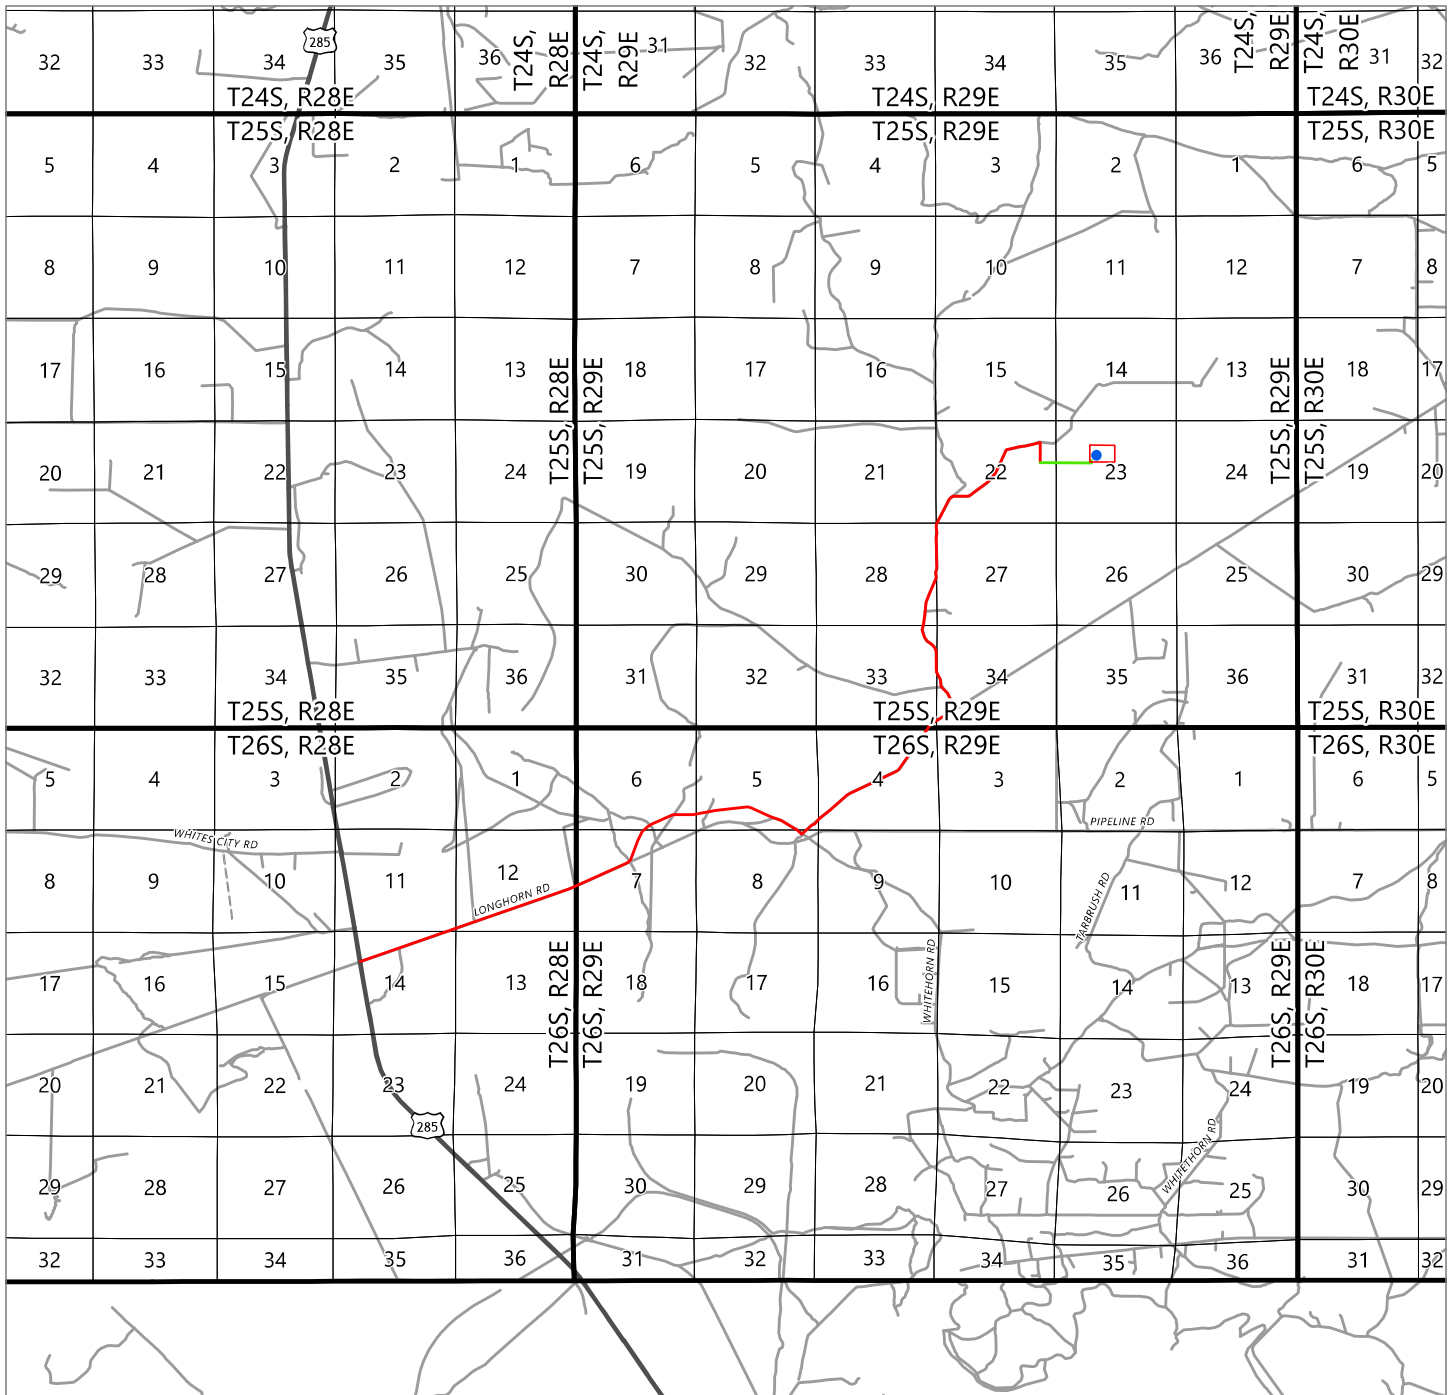 285
32 33 34 35 36 31 32 33 34 35 36 31 32
T24S, R28E
T24S, R29E
T24S, R29E
T24S, R30E
T24S, R28E T24S, R29E T24S, R30E
T25S, R28E T25S, R29E T25S, R30E
5 4 3 2 1 6 5 4 3 2 1 6 5
8 9 10 11 12 7 8 9 10 11 12 7 8
17 16 15 14 13 18 17 16 15 14 13 18 17
T25S, R28E
T25S, R29E
T25S, R29E
T25S, R30E
20 21 22 23 24 19 20 21 22 23 24 19 20
29 28 27 26 25 30 29 28 27 26 25 30 29
32 33 34 35 36 31 32 33 34 35 36 31 32
T25S, R28E T25S, R29E T25S, R30E
T26S, R28E T26S, R29E T26S, R30E
5 4 3 2 1 6 5 4 3 2 1 6 5
PIPELINE RD
WHITES CITY RD
8 9 10 11 12 7 8 9 10 11 12 7 8
LONGHORN RD
TARBRUSH RD
T26S, R28E
T26S, R29E
T26S, R29E
T26S, R30E
17 16 15 14 13 18 17 16 15 14 13 18 17
WHITEHORN RD
20 21 22 23 24 19 20 21 22 23 24 19 20
285
WHITETHORN RD
29 28 27 26 25 30 29 28 27 26 25 30 29
32 33 34 35 36 31 32 33 34 35 36 31 32